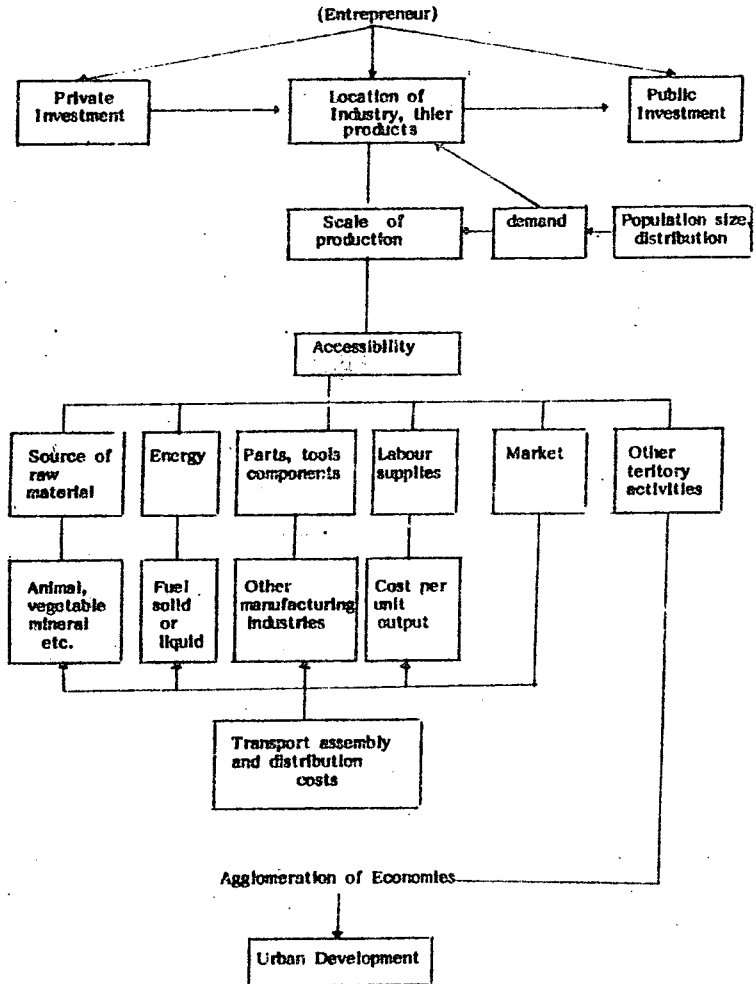 (Entrepreneur)
Private
Investment
Location of
Industry, thier
products
Public
Investment
Scale of
production
demand
Population size,
distribution
Accessibility
Source of
raw
material
Energy
Parts, tools
components
Labour
supplies
Market
Other
teritory
activities
Animal,
vegetable
mineral
etc.
Fuel
solid
or
liquid
Other
manufacturing
industries
Cost per
unit
output
Transport assembly
and distribution
costs
Agglomeration of Economies
Urban Development